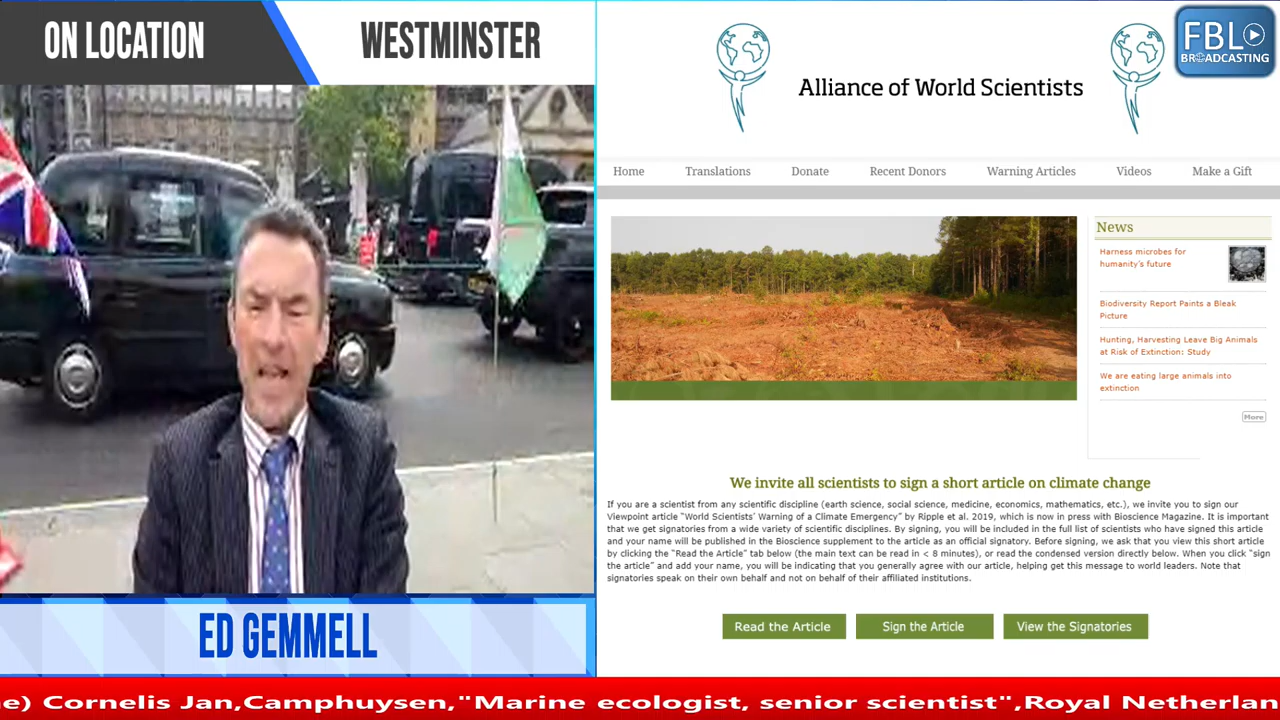 ON LOCATION
WESTMINSTER
FBL
BROADCASTING
Alliance of World Scientists
Home
Translations
Donate
Recent Donors
Warning Articles
Videos
Make a Gift
News
Harness microbes for
humanity's future
Biodiversity Report Paints a Bleak
Picture
Hunting, Harvesting Leave Big Animals
at Risk of Extinction: Study
We are eating large animals into
extinction
More
We invite all scientists to sign a short article on climate change
If you are a scientist from any scientific discipline (earth science, social science, medicine, economics, mathematics, etc.), we invite you to sign our
Viewpoint article "World Scientists' Warning of a Climate Emergency" by Ripple et al. 2019, which is now in press with Bioscience Magazine. It is important
that we get signatories from a wide variety of scientific disciplines. By signing, you will be included in the full list of scientists who have signed this article
and your name will be published in the Bioscience supplement to the article as an official signatory. Before signing, we ask that you view this short article
by clicking the "Read the Article" tab below (the main text can be read in < 8 minutes), or read the condensed version directly below. When you click "sign
the article" and add your name, you will be indicating that you generally agree with our article, helping get this message to world leaders. Note that
signatories speak on their own behalf and not on behalf of their affiliated institutions.
Read the Article
Sign the Article
View the Signatories
ED GEMMELL
e) Cornelis Jan,Camphuysen,"Marine ecologist, senior scientist",Royal Netherlan